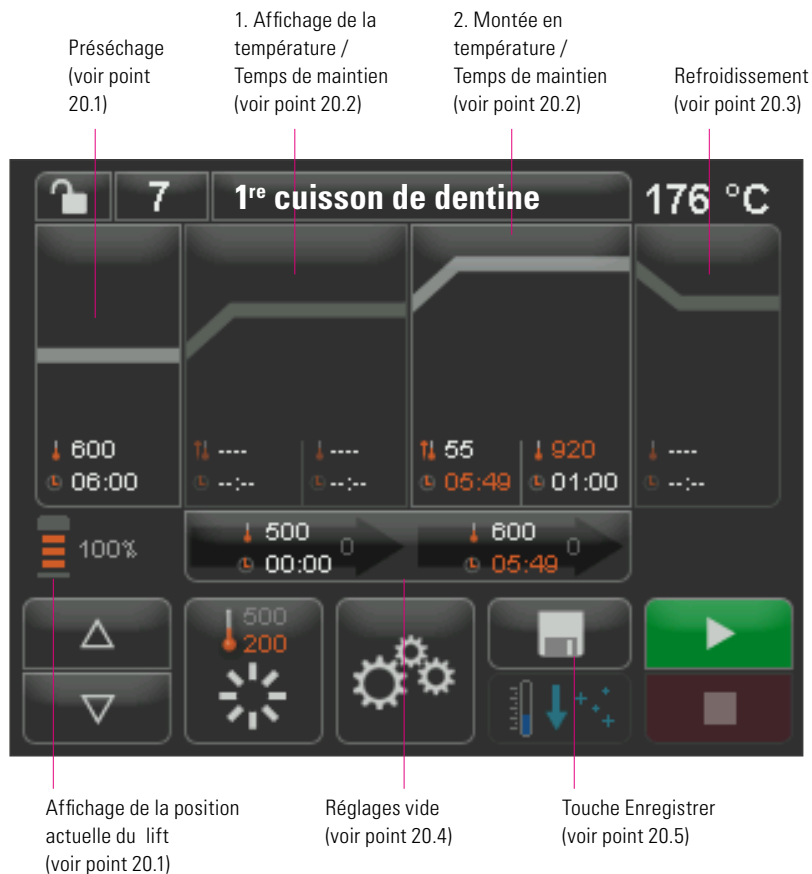 Préséchage
(voir point
20.1)
1. Affichage de la
température /
Temps de maintien
(voir point 20.2)
2. Montée en
température /
Temps de maintien
(voir point 20.2)
Refroidissement
(voir point 20.3)
7
1re cuisson de dentine
176 °C
600
06:00
----
--:--
----
--:--
55
05:49
920
01:00
----
--:--
100%
500
00:00
0
600
05:49
0
500
200
Affichage de la position
actuelle du lift
(voir point 20.1)
Réglages vide
(voir point 20.4)
Touche Enregistrer
(voir point 20.5)